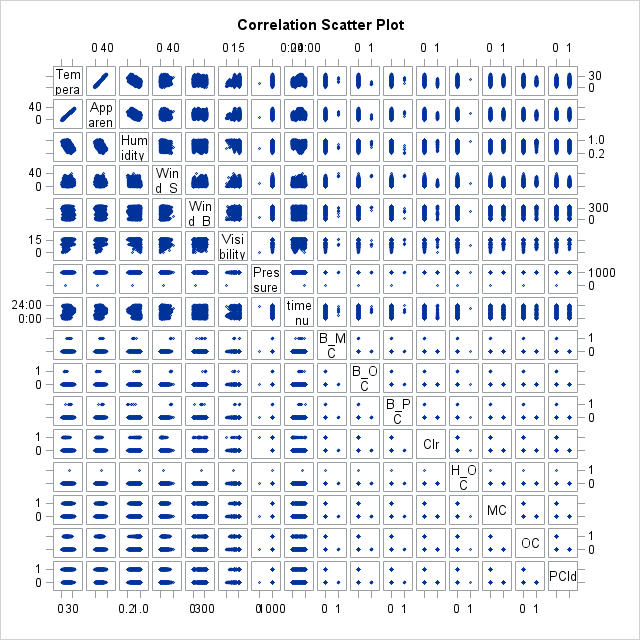 Correlation Scatter Plot
0 40 0 40 0 15 0 1 0 1 0 1 0 1
Tem
pera
30
0
40
0
App
aren
Hum
idity
1.0
0.2
40
0
Win
d_S
Win
d_B
300
0
15
0
Visi
bility
Pres
sure
1000
0
24:00
0:00
time
nu
B_M
C
1
0
1
0
B_O
C
B_P
C
1
0
1
0
Clr
H_O
C
1
0
1
0
MC
OC
1
0
1
0
PCld
0 30 0.2 1.0 0 300 0 1000 0 1 0 1 0 1 0 1